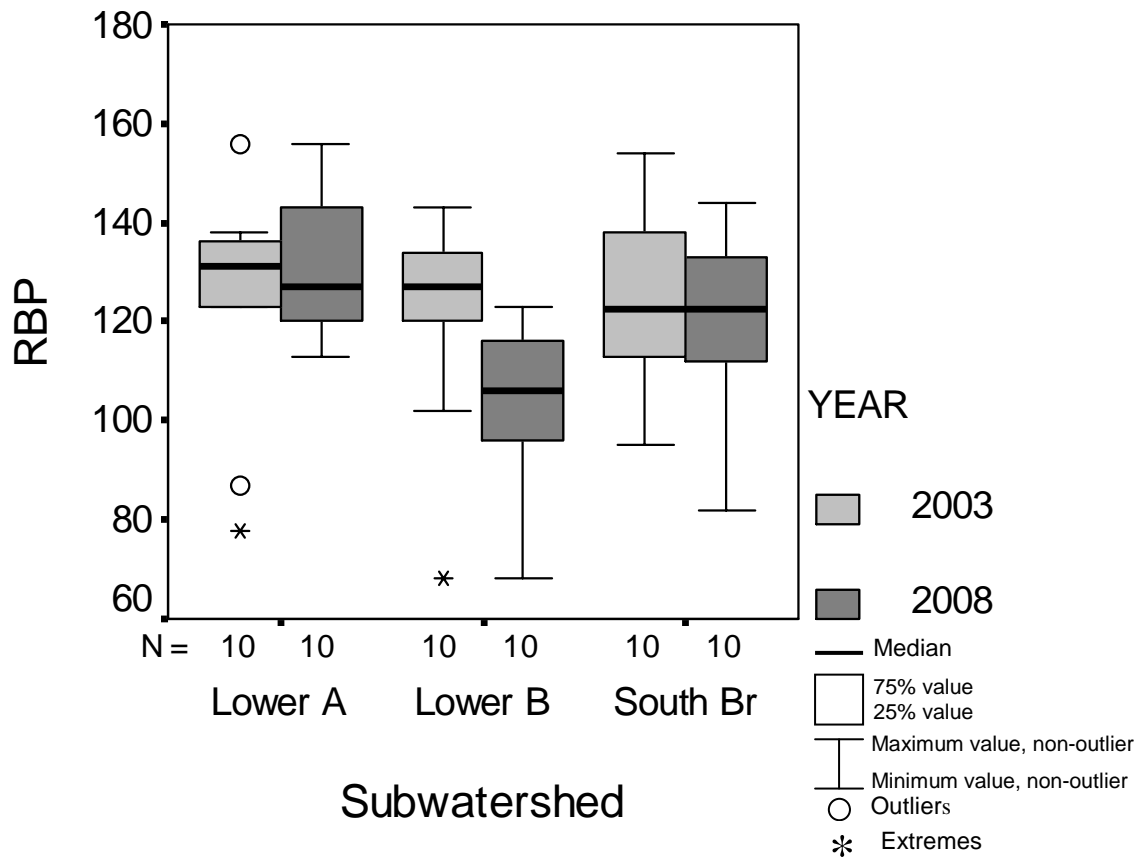 RBP
180
160
140
120
100
80
60
N = 10 10 10 10 10 10
Lower A Lower B South Br
Subwatershed
YEAR
2003
2008
Median
75% value
25% value
Maximum value, non-outlier
Minimum value, non-outlier
Outliers
Extremes